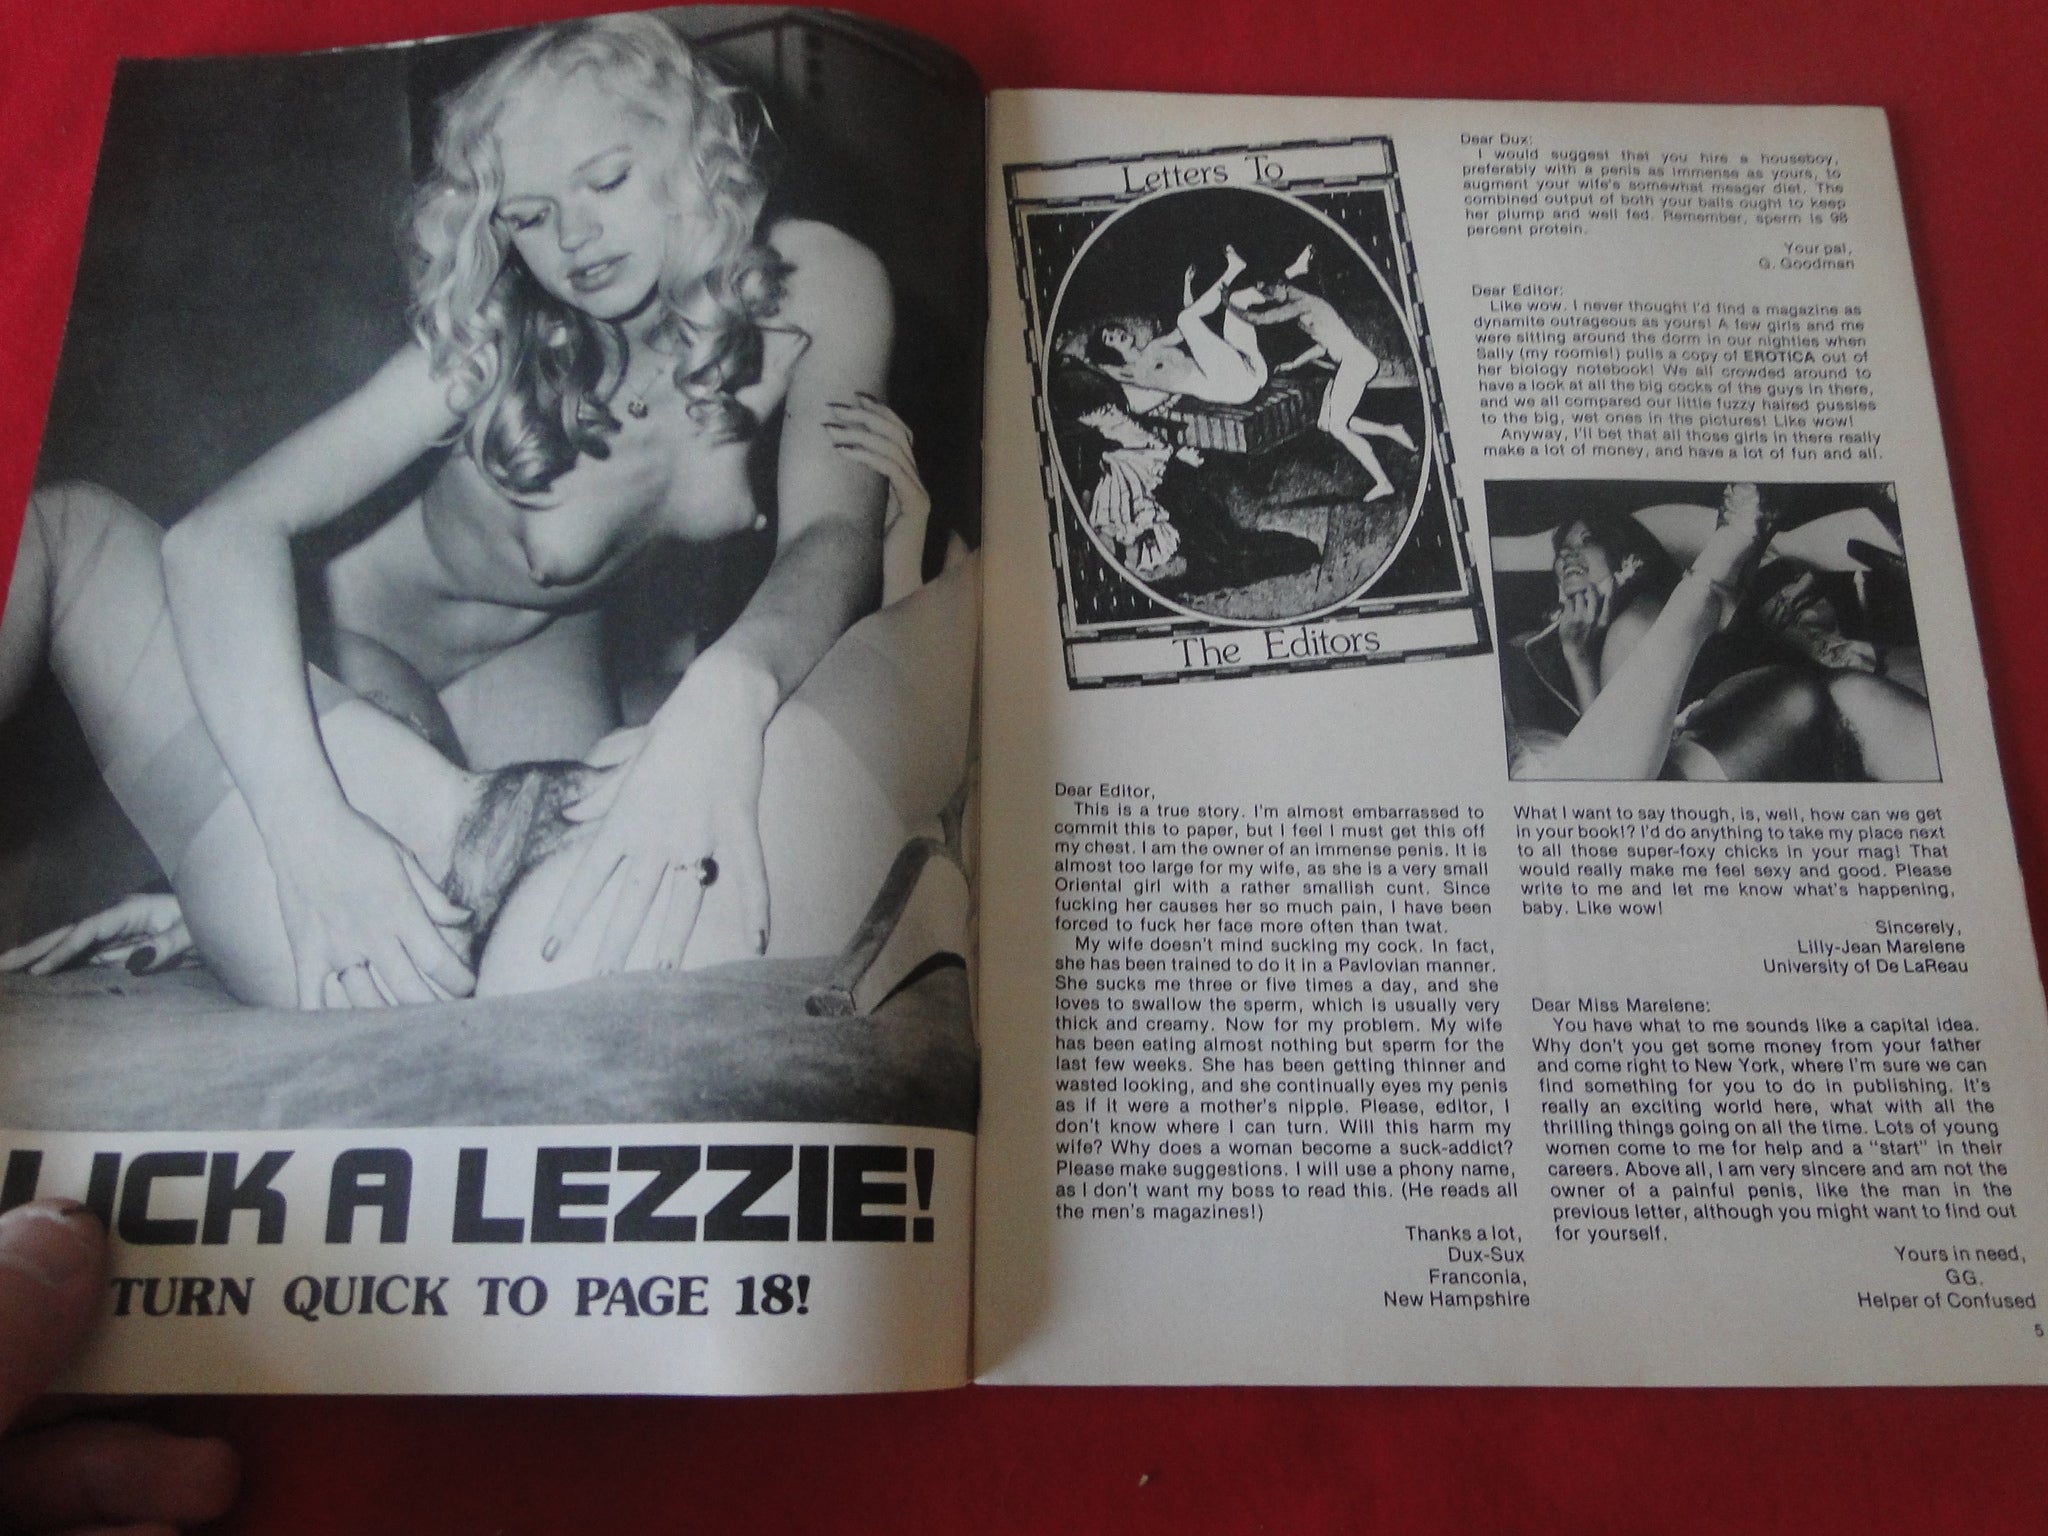 LICK A LEZZIE!
TURN QUICK TO PAGE 18!
Letters To
The Editors
Dear Editor,
This is a true story. I'm almost embarrassed to
commit this to paper, but I feel I must get this off
my chest. I am the owner of an immense penis. It is
almost too large for my wife, as she is a very small
Oriental girl with a rather smallish cunt. Since
fucking her causes her so much pain, I have been
forced to fuck her face more often than twat.
My wife doesn't mind sucking my cock. In fact,
she has been trained to do it in a Pavlovian manner.
She sucks me three or five times a day, and she
loves to swallow the sperm, which is usually very
thick and creamy. Now for my problem. My wife
has been eating almost nothing but sperm for the
last few weeks. She has been getting thinner and
wasted looking, and she continually eyes my penis
as if it were a mother's nipple. Please, editor, I
don't know where I can turn. Will this harm my
wife? Why does a woman become a suck-addict?
Please make suggestions. I will use a phony name,
as I don't want my boss to read this. (He reads all
the men's magazines!)
Thanks a lot,
Dux-Sux
Franconia,
New Hampshire
Dear Dux:
I would suggest that you hire a houseboy,
preferably with a penis as immense as yours, to
augment your wife's somewhat meager diet. The
combined output of both your balls ought to keep
her plump and well fed. Remember, sperm is 98
percent protein.
Your pal,
G. Goodman
Dear Editor:
Like wow. I never thought I'd find a magazine as
dynamite outrageous as yours! A few girls and me
were sitting around the dorm in our nighties when
Sally (my roomie!) pulls a copy of EROTICA out of
her biology notebook! We all crowded around to
have a look at all the big cocks of the guys in there,
and we all compared our little fuzzy haired pussies
to the big, wet ones in the pictures! Like wow!
Anyway, I'll bet that all those girls in there really
make a lot of money, and have a lot of fun and all.
What I want to say though, is, well, how can we get
in your book!? I'd do anything to take my place next
to all those super-foxy chicks in your mag! That
would really make me feel sexy and good. Please
write to me and let me know what's happening,
baby. Like wow!
Sincerely,
Lilly-Jean Marelene
University of De LaReau
Dear Miss Marelene:
You have what to me sounds like a capital idea.
Why don't you get some money from your father
and come right to New York, where I'm sure we can
find something for you to do in publishing. It's
really an exciting world here, what with all the
thrilling things going on all the time. Lots of young
women come to me for help and a "start" in their
careers. Above all, I am very sincere and am not the
owner of a painful penis, like the man in the
previous letter, although you might want to find out
for yourself.
Yours in need,
GG,
Helper of Confused
5